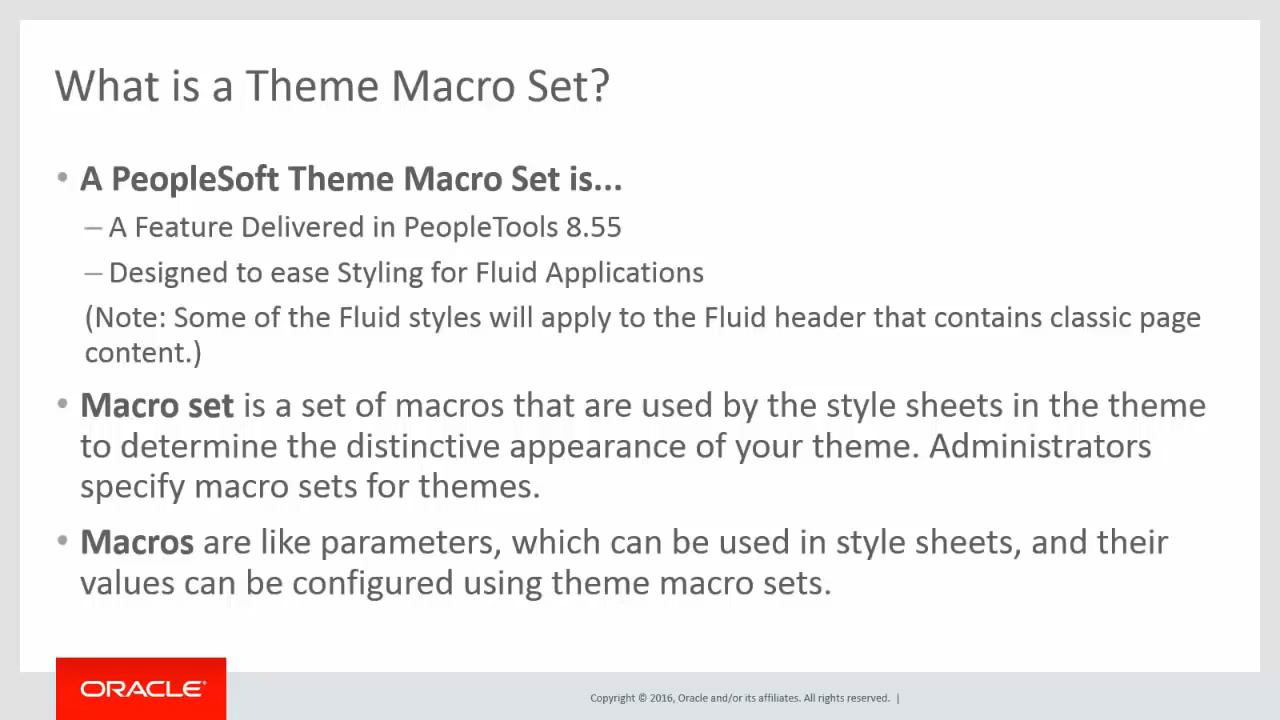 What is a Theme Macro Set?
• A PeopleSoft Theme Macro Set is...
– A Feature Delivered in PeopleTools 8.55
– Designed to ease Styling for Fluid Applications
(Note: Some of the Fluid styles will apply to the Fluid header that contains classic page
content.)
• Macro set is a set of macros that are used by the style sheets in the theme
to determine the distinctive appearance of your theme. Administrators
specify macro sets for themes.
• Macros are like parameters, which can be used in style sheets, and their
values can be configured using theme macro sets.
ORACLE®
Copyright © 2016, Oracle and/or its affiliates. All rights reserved. |